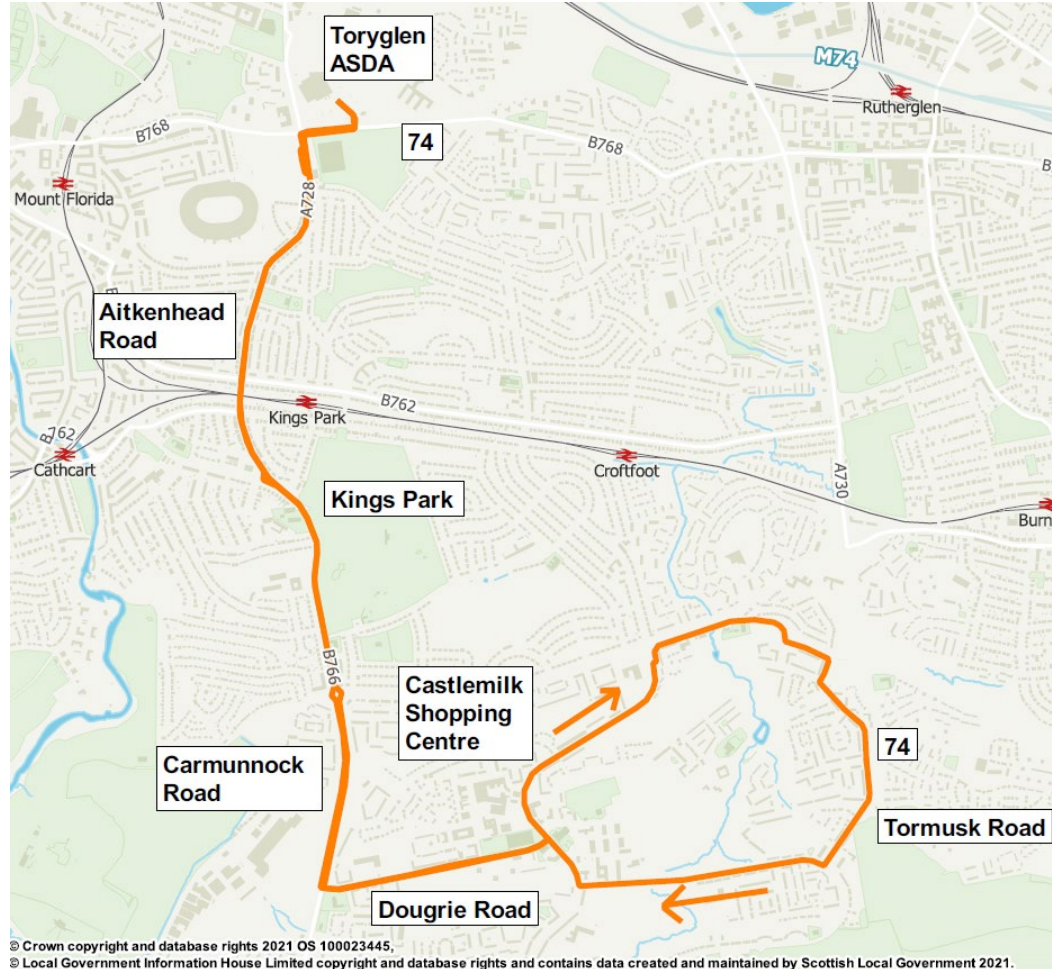 Toryglen
ASDA
M74
Rutherglen
B768
74
B768
Mount Florida
A728
Aitkenhead
Road
Kings Park
B762
B762
Cathcart
Croftfoot
A730
Kings Park
Burn
B766
Castlemilk
Shopping
Centre
Carmunnock
Road
74
Tormusk Road
Dougrie Road
© Crown copyright and database rights 2021 OS 100023445,
© Local Government Information House Limited copyright and database rights and contains data created and maintained by Scottish Local Government 2021.